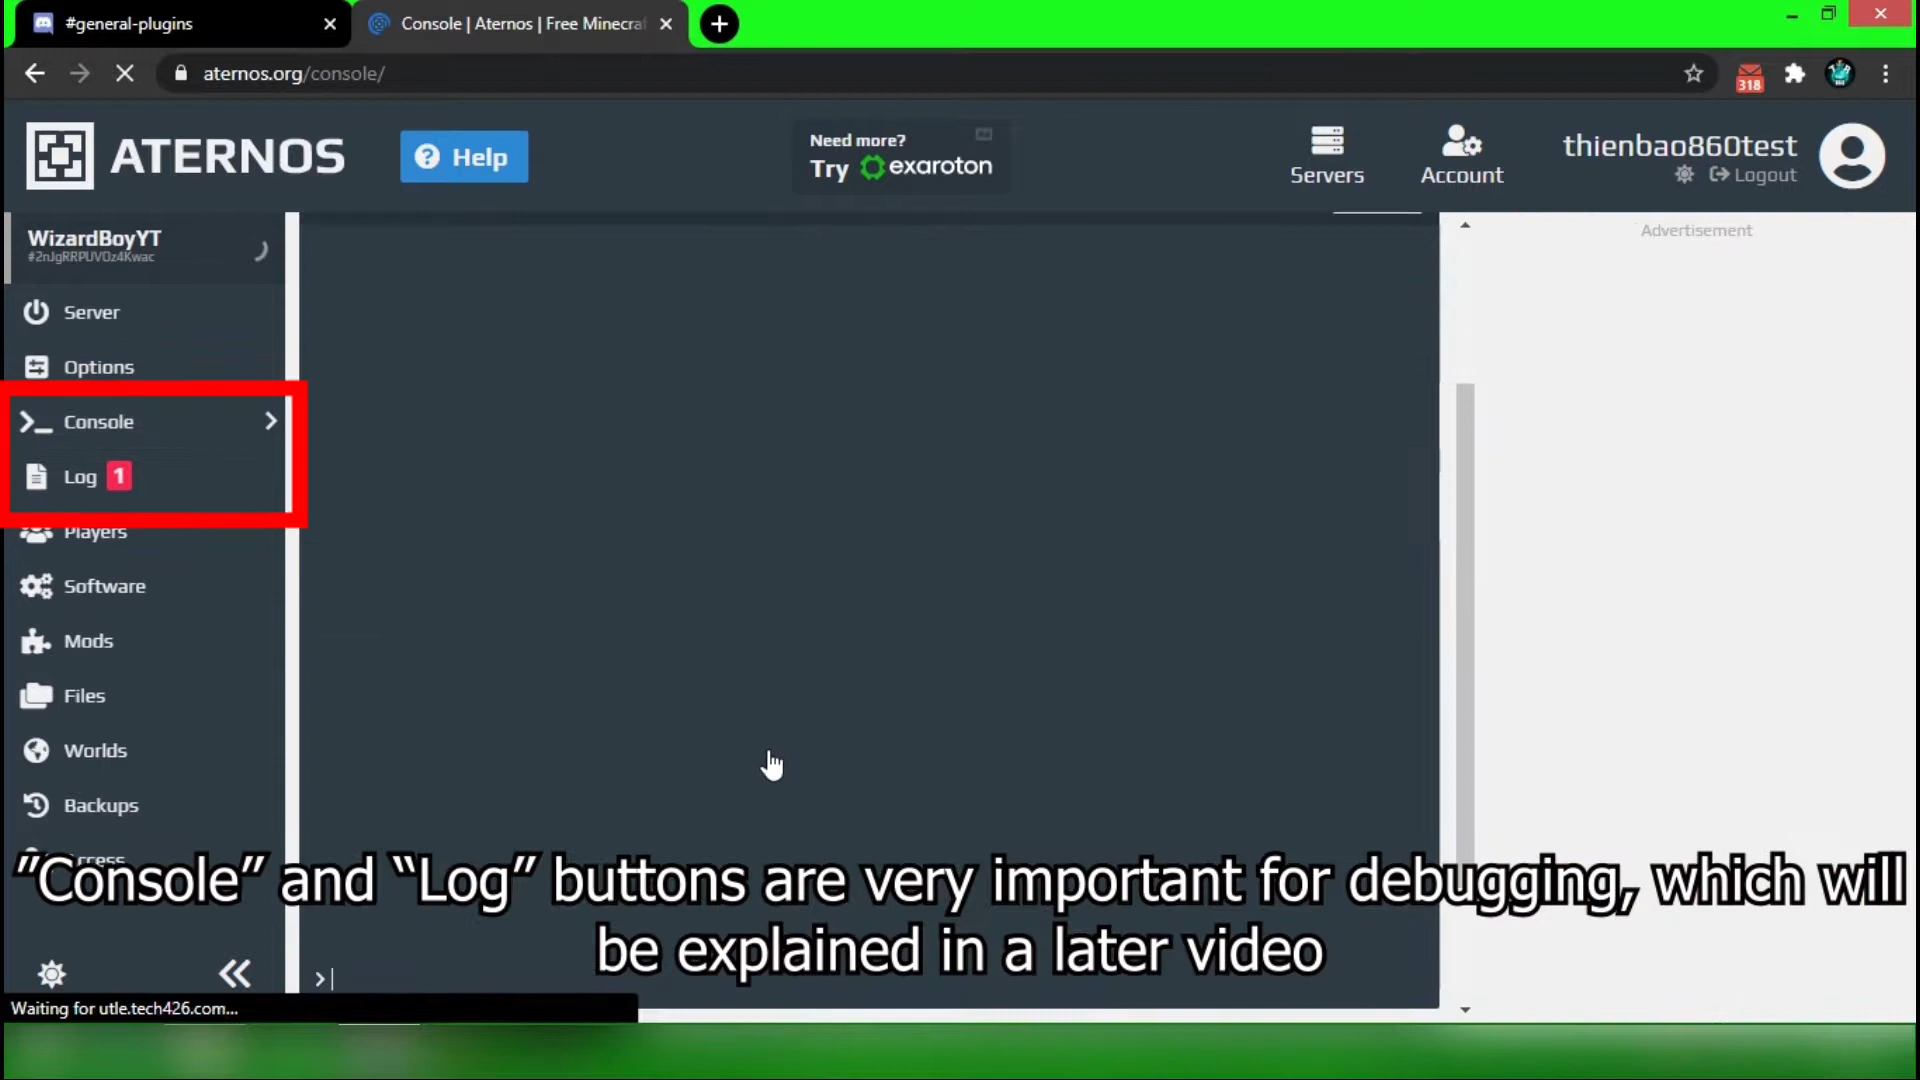 #general-plugins
Console | Aternos | Free Minecra
aternos.org/console/
318
ATERNOS
Help
Need more?
Ad
Try exaroton
Servers
Account
thienbao860test
Logout
WizardBoyYT
Advertisement
Server
Options
Console
Log 1
Players
Software
Mods
Files
Worlds
Backups
”Console” and “Log” buttons are very important for debugging, which will
be explained in a later video
Waiting for utle.tech426.com...